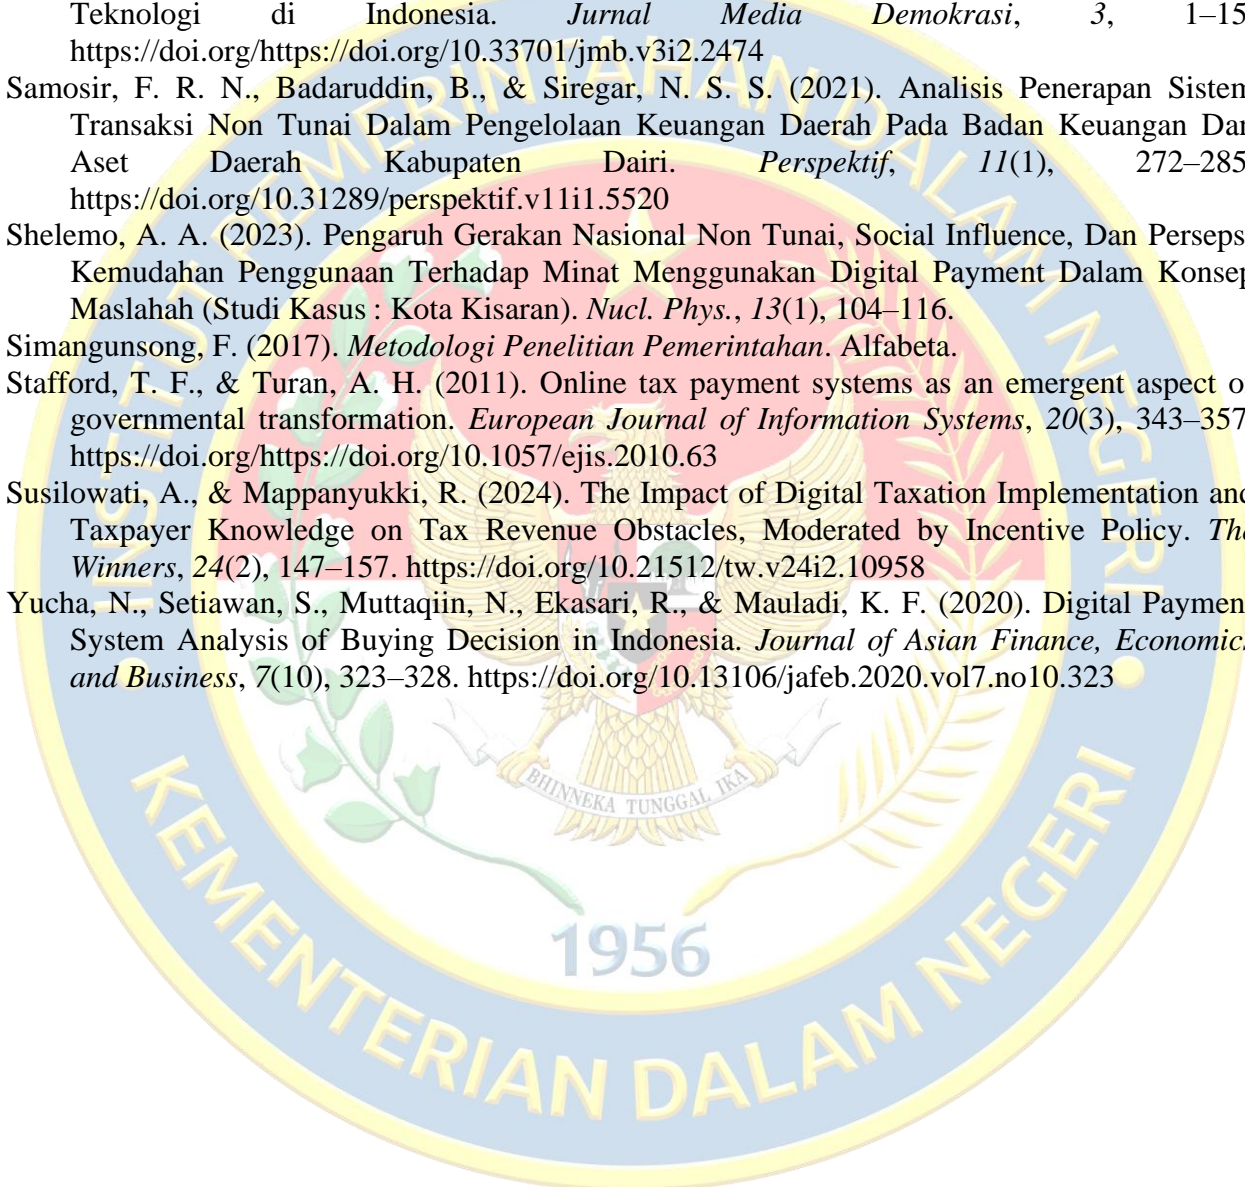 Teknologi di Indonesia. Jurnal Media Demokrasi, 3, 1–15
https://doi.org/https://doi.org/10.33701/jmb.v3i2.2474
Samosir, F. R. N., Badaruddin, B., & Siregar, N. S. S. (2021). Analisis Penerapan Sistem
Transaksi Non Tunai Dalam Pengelolaan Keuangan Daerah Pada Badan Keuangan Dan
Aset Daerah Kabupaten Dairi. Perspektif, 11(1), 272–285
https://doi.org/10.31289/perspektif.v11i1.5520
Shelemo, A. A. (2023). Pengaruh Gerakan Nasional Non Tunai, Social Influence, Dan Perseps
Kemudahan Penggunaan Terhadap Minat Menggunakan Digital Payment Dalam Konsep
Maslahah (Studi Kasus : Kota Kisaran). Nucl. Phys., 13(1), 104–116.
Simangunsong, F. (2017). Metodologi Penelitian Pemerintahan. Alfabeta.
Stafford, T. F., & Turan, A. H. (2011). Online tax payment systems as an emergent aspect o
governmental transformation. European Journal of Information Systems, 20(3), 343–357
https://doi.org/https://doi.org/10.1057/ejis.2010.63
Susilowati, A., & Mappanyukki, R. (2024). The Impact of Digital Taxation Implementation and
Taxpayer Knowledge on Tax Revenue Obstacles, Moderated by Incentive Policy. The
Winners, 24(2), 147–157. https://doi.org/10.21512/tw.v24i2.10958
Yucha, N., Setiawan, S., Muttaqiin, N., Ekasari, R., & Mauladi, K. F. (2020). Digital Paymen
System Analysis of Buying Decision in Indonesia. Journal of Asian Finance, Economics
and Business, 7(10), 323–328. https://doi.org/10.13106/jafeb.2020.vol7.no10.323
INSTITUT PEMERINTAHAN DALAM NEGERI
BHINNEKA TUNGGAL IKA
1956
KEMENTERIAN DALAM NEGERI